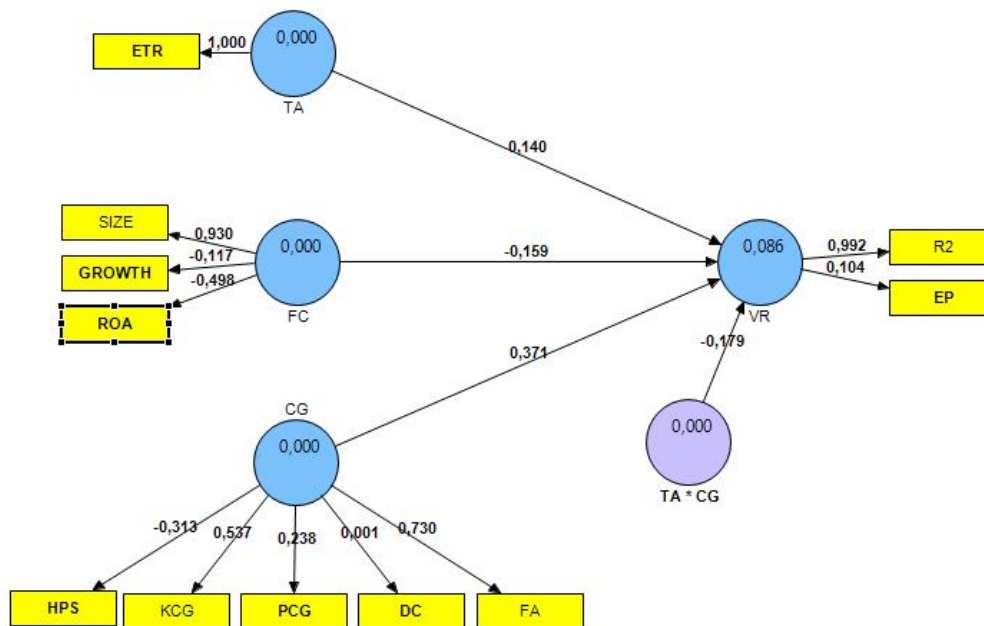 0,000
ETR
1,000
TA
0,140
SIZE
0,930
GROWTH
-0,117
ROA
-0,498
0,000
FC
-0,159
0,086
VR
0,992
R2
0,104
EP
0,371
-0,179
CG
0,000
0,000
TA * CG
-0,313
0,537
0,238
0,001
0,730
HPS
KCG
PCG
DC
FA